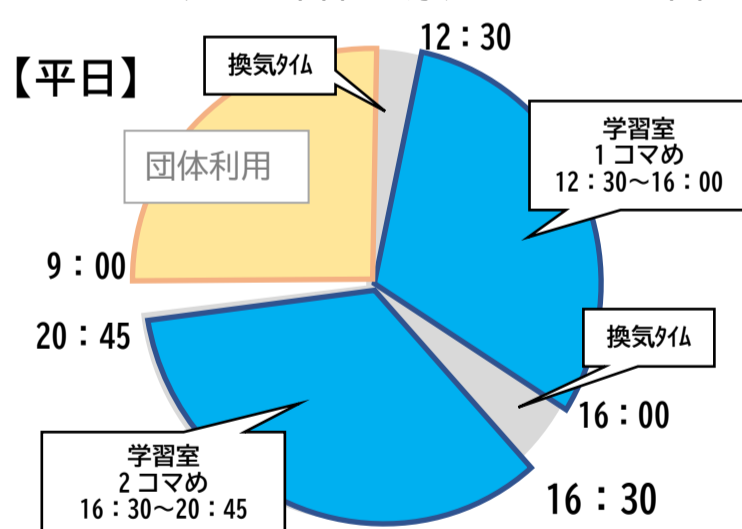 【平日】
換気タイム
12：30
学習室
1コマめ
12：30～16：00
団体利用
9：00
20：45
換気タイム
16：00
学習室
2コマめ
16：30～20：45
16：30